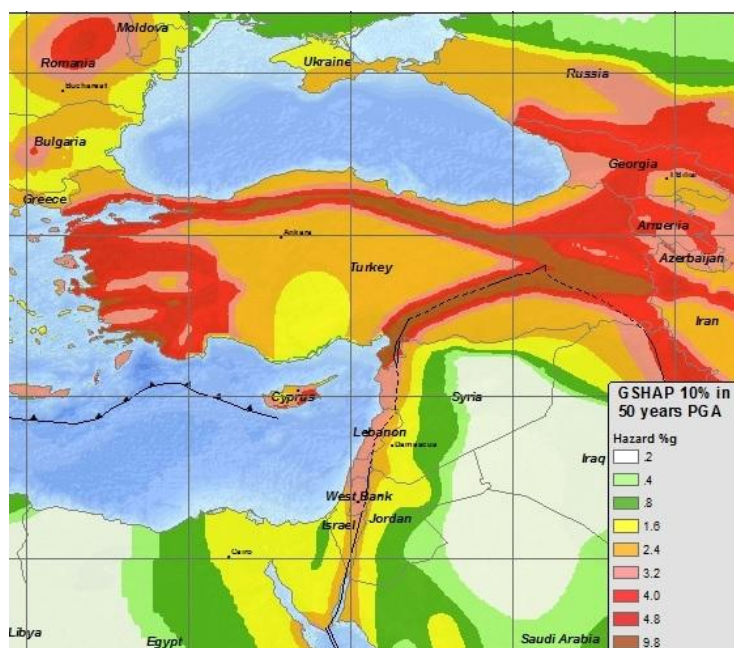 Moldova
Romania
Ukraine
Russia
Bucharest
Bulgaria
Georgia
Tbilisi
Greece
Armenia
Ankara
Azerbaijan
Turkey
Iran
Cyprus
Syria
GSHAP 10% in
50 years PGA
Hazard %g
.2
.4
.8
1.6
2.4
3.2
4.0
4.8
9.8
Lebanon
Damascus
Iraq
West Bank
Israel
Jordan
Cairo
Libya
Egypt
Saudi Arabia